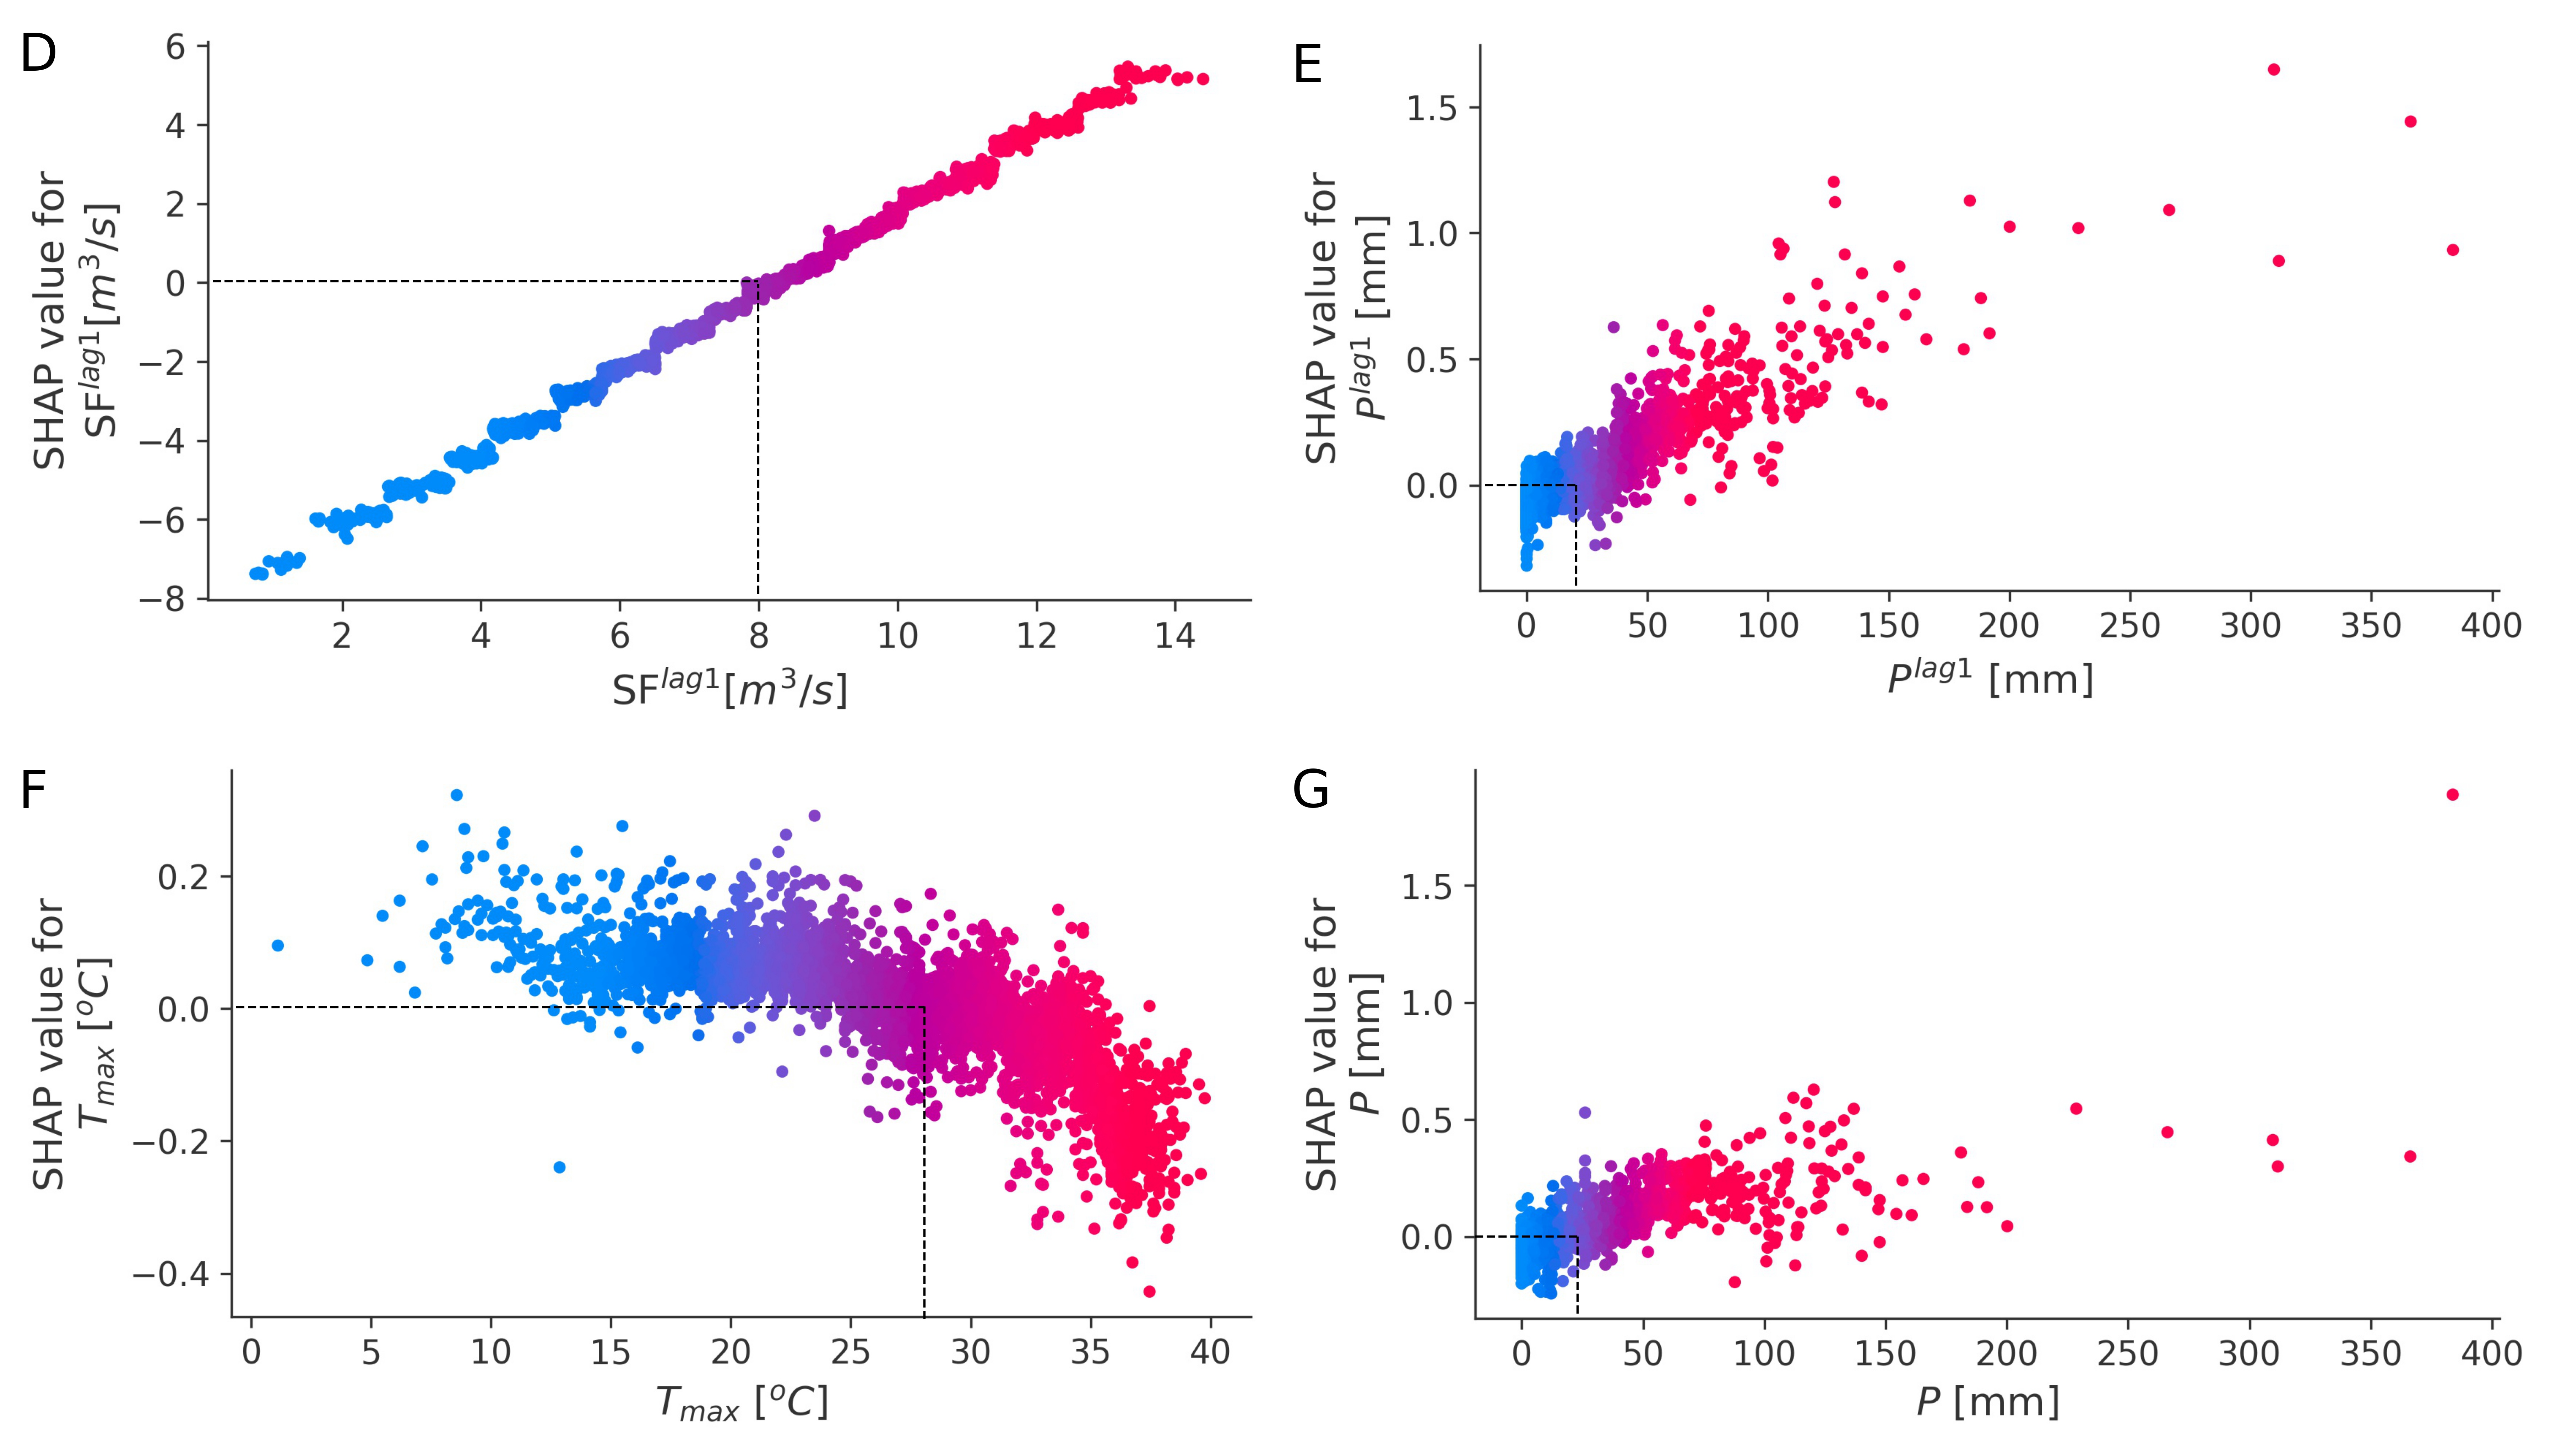 D
SHAP value for
SF^lag1[m^3/s]
6
4
2
0
−2
−4
−6
−8
2 4 6 8 10 12 14
SF^lag1[m^3/s]
E
SHAP value for
P^lag1 [mm]
1.5
1.0
0.5
0.0
0 50 100 150 200 250 300 350 400
P^lag1 [mm]
F
SHAP value for
T_max [°C]
0.2
0.0
−0.2
−0.4
0 5 10 15 20 25 30 35 40
T_max [°C]
G
SHAP value for
P [mm]
1.5
1.0
0.5
0.0
0 50 100 150 200 250 300 350 400
P [mm]